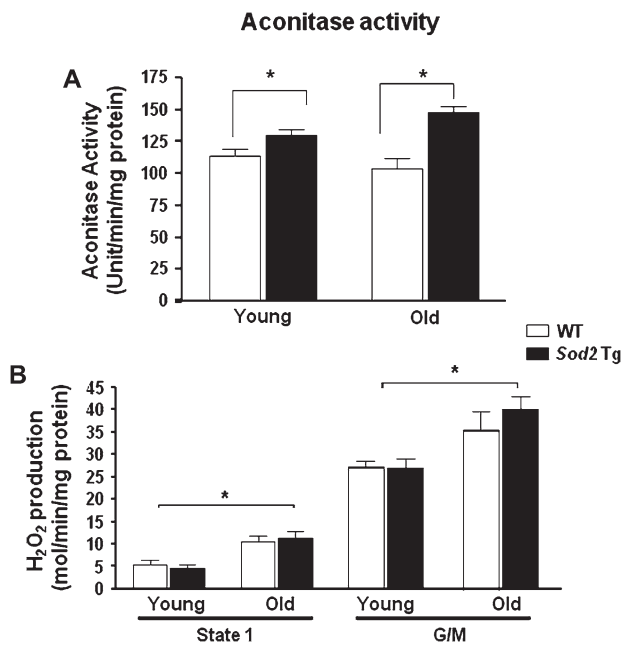 Aconitase activity
A
Aconitase Activity
(Unit/min/mg protein)
175
150
125
100
75
50
25
0
*
*
Young
Old
WT
Sod2 Tg
B
H₂O₂ production
(mol/min/mg protein)
45
40
35
30
25
20
15
10
5
0
*
*
Young
Old
Young
Old
State 1
G/M